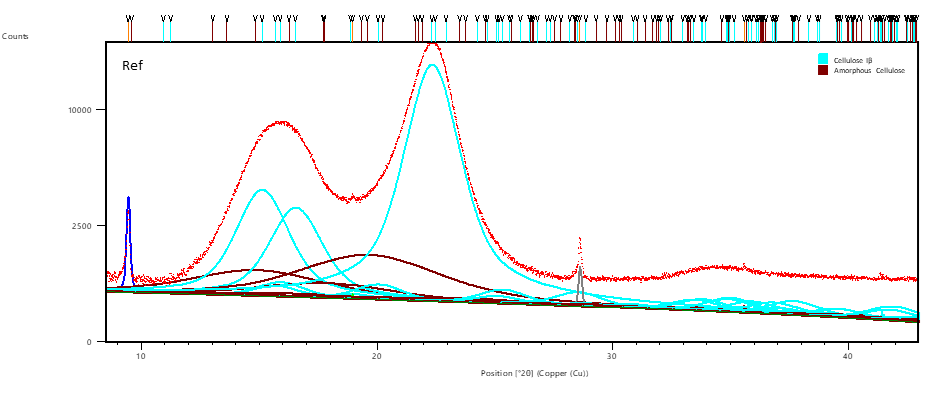 Counts
Ref
Cellulose Iβ
Amorphous Cellulose
10000
2500
0
10 20 30 40
Position [°2θ] (Copper (Cu))